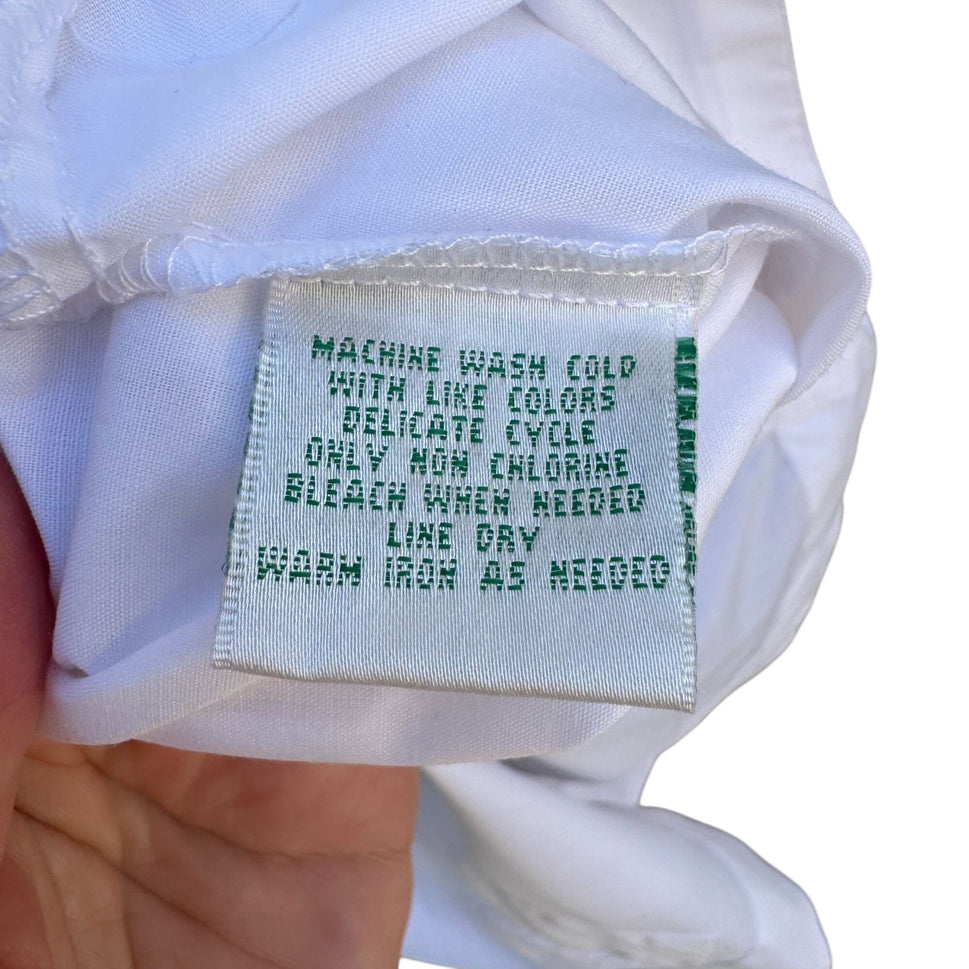 MACHINE WASH COLD
WITH LIKE COLORS
DELICATE CYCLE
ONLY NON CHLORINE
BLEACH WHEN NEEDED
LINE DRY
WARM IRON AS NEEDED